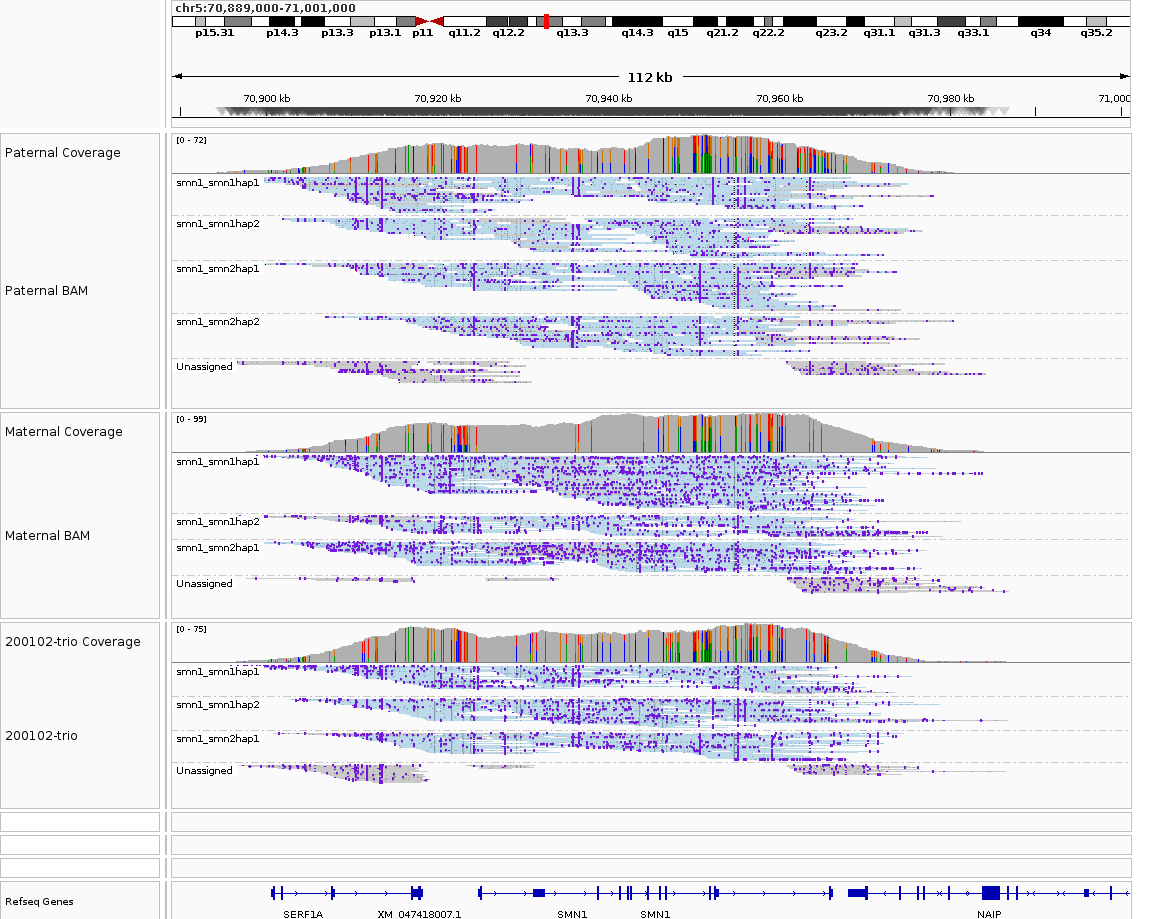 chr5:70,889,000-71,001,000
p15.31 p14.3 p13.3 p13.1 p11 q11.2 q12.2 q13.3 q14.3 q15 q21.2 q22.2 q23.2 q31.1 q31.3 q33.1 q34 q35.2
112 kb
70,900 kb 70,920 kb 70,940 kb 70,960 kb 70,980 kb 71,000
Paternal Coverage
[0 - 72]
smn1_smn1hap1
smn1_smn1hap2
smn1_smn2hap1
Paternal BAM
smn1_smn2hap2
Unassigned
Maternal Coverage
[0 - 99]
smn1_smn1hap1
smn1_smn1hap2
Maternal BAM
smn1_smn2hap1
Unassigned
200102-trio Coverage
[0 - 75]
smn1_smn1hap1
smn1_smn1hap2
200102-trio
smn1_smn2hap1
Unassigned
Refseq Genes
SERF1A XM_047418007.1 SMN1 SMN1 NAIP